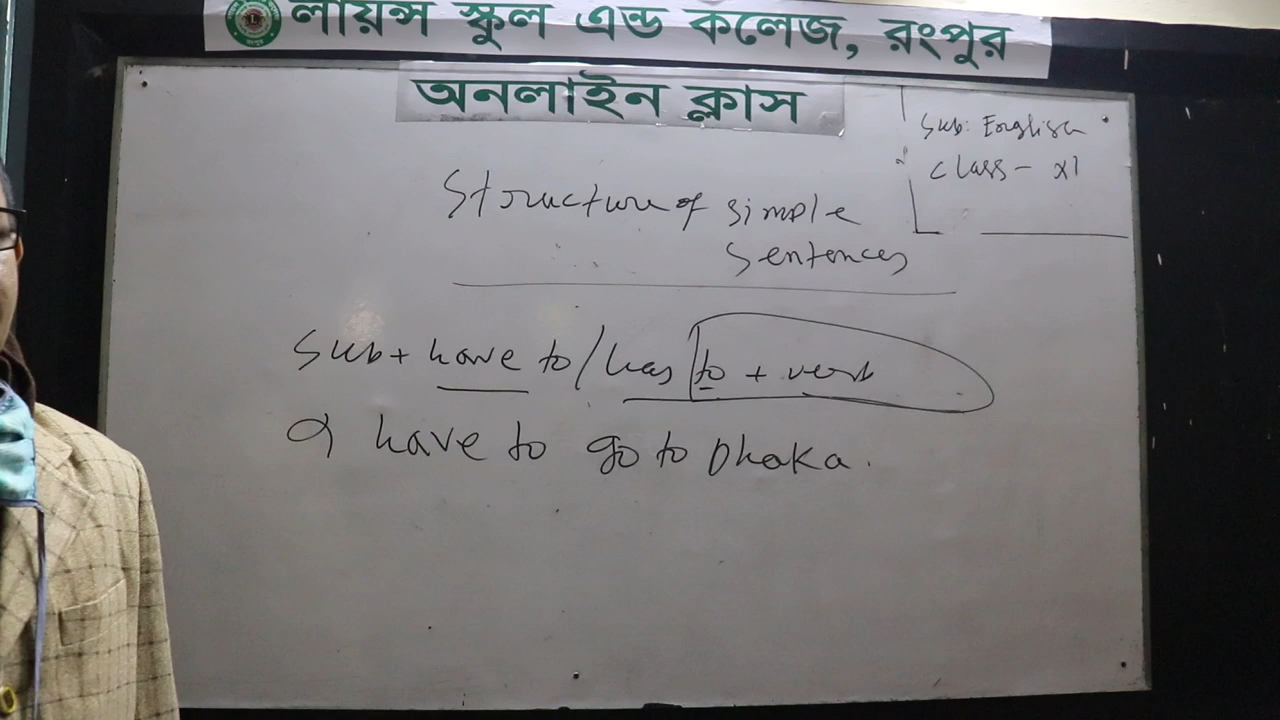 লায়ন্স স্কুল এন্ড কলেজ, রংপুর
অনলাইন ক্লাস
Sub: English
Class - XI
Structure of simple
sentences
Sub + have to / has to + verb
I have to go to Dhaka.